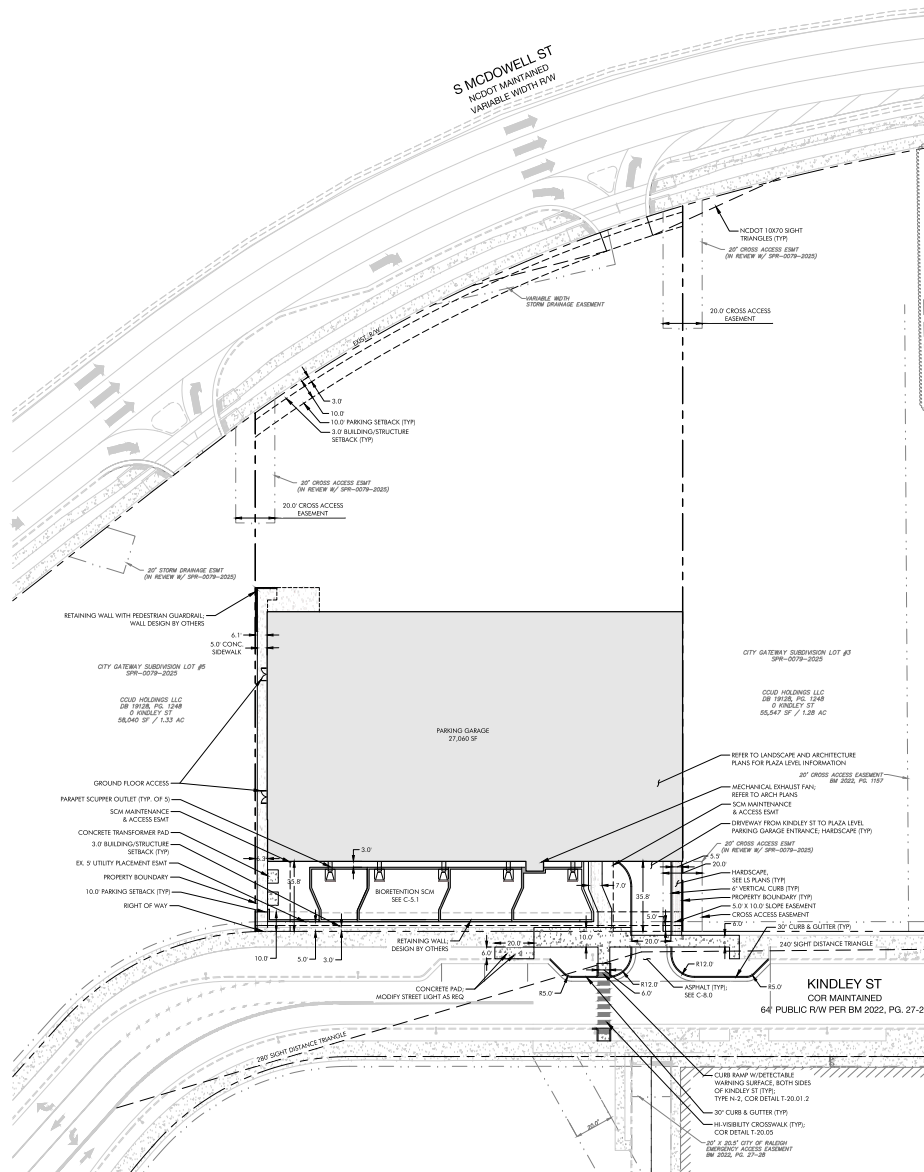 S MCDOWELL ST
NCDOT MAINTAINED
VARIABLE WIDTH R/W
NCDOT 10X70 SIGHT
TRIANGLES (TYP)
20' CROSS ACCESS ESMT
(IN REVIEW W/ SPR-0079-2025)
VARIABLE WIDTH
STORM DRAINAGE EASEMENT
20.0' CROSS ACCESS
EASEMENT
EXIST. R/W
3.0'
10.0'
10.0' PARKING SETBACK (TYP)
3.0' BUILDING/STRUCTURE
SETBACK (TYP)
20' CROSS ACCESS ESMT
(IN REVIEW W/ SPR-0079-2025)
20.0' CROSS ACCESS
EASEMENT
20' STORM DRAINAGE ESMT
(IN REVIEW W/ SPR-0079-2025)
RETAINING WALL WITH PEDESTRIAN GUARDRAIL;
WALL DESIGN BY OTHERS
6.1'
5.0' CONC.
SIDEWALK
CITY GATEWAY SUBDIVISION LOT #5
SPR-0079-2025
CCUD HOLDINGS LLC
DB 19128, PG. 1248
0 KINDLEY ST
58,040 SF / 1.33 AC
CITY GATEWAY SUBDIVISION LOT #3
SPR-0079-2025
CCUD HOLDINGS LLC
DB 19128, PG. 1248
0 KINDLEY ST
55,547 SF / 1.28 AC
PARKING GARAGE
27,060 SF
REFER TO LANDSCAPE AND ARCHITECTURE
PLANS FOR PLAZA LEVEL INFORMATION
20' CROSS ACCESS EASEMENT
BM 2022, PG. 1157
MECHANICAL EXHAUST FAN;
REFER TO ARCH PLANS
SCM MAINTENANCE
& ACCESS ESMT
DRIVEWAY FROM KINDLEY ST TO PLAZA LEVEL
PARKING GARAGE ENTRANCE; HARDSCAPE (TYP)
20' CROSS ACCESS ESMT
(IN REVIEW W/ SPR-0079-2025)
GROUND FLOOR ACCESS
PARAPET SCUPPER OUTLET (TYP. OF 5)
SCM MAINTENANCE
& ACCESS ESMT
CONCRETE TRANSFORMER PAD
3.0' BUILDING/STRUCTURE
SETBACK (TYP)
EX. 5' UTILITY PLACEMENT ESMT
PROPERTY BOUNDARY
10.0' PARKING SETBACK (TYP)
RIGHT OF WAY
6.3'
35.8'
3.0'
BIORETENTION SCM
SEE C-5.1
7.0'
35.8'
5.0'
5.5'
20.0'
HARDSCAPE,
SEE LS PLANS (TYP)
6" VERTICAL CURB (TYP)
PROPERTY BOUNDARY (TYP)
5.0' X 10.0' SLOPE EASEMENT
CROSS ACCESS EASEMENT
6.0'
30" CURB & GUTTER (TYP)
240' SIGHT DISTANCE TRIANGLE
10.0'
5.0'
3.0'
RETAINING WALL;
DESIGN BY OTHERS
20.0'
6.0'
10.0'
20.0'
CONCRETE PAD;
MODIFY STREET LIGHT AS REQ
R5.0'
R12.0'
6.0'
R12.0'
ASPHALT (TYP);
SEE C-8.0
R5.0'
KINDLEY ST
COR MAINTAINED
64' PUBLIC R/W PER BM 2022, PG. 27-2
280' SIGHT DISTANCE TRIANGLE
CURB RAMP W/DETECTABLE
WARNING SURFACE, BOTH SIDES
OF KINDLEY ST (TYP);
TYPE N-2, COR DETAIL T-20.01.2
30" CURB & GUTTER (TYP)
HI-VISIBILITY CROSSWALK (TYP);
COR DETAIL T-20.05
20.0'
20' X 20.5' CITY OF RALEIGH
EMERGENCY ACCESS EASEMENT
BM 2022, PG. 27-28